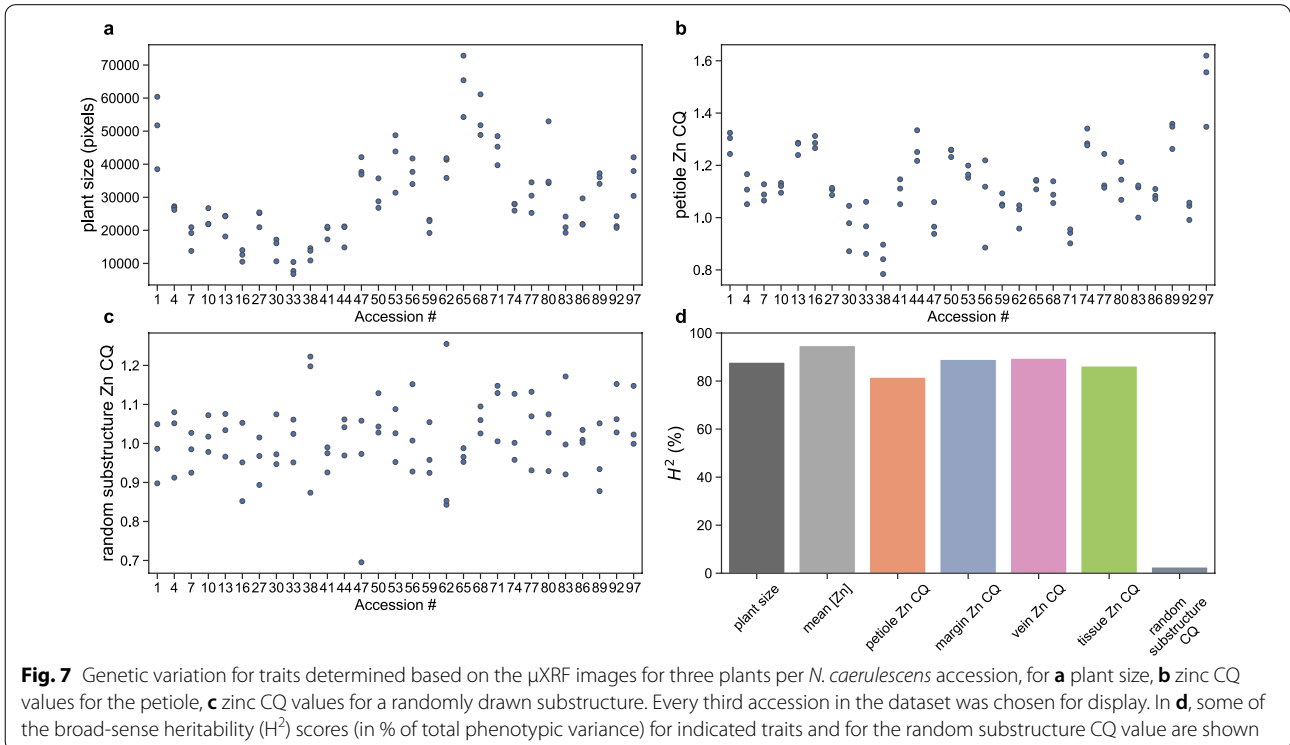 a
plant size (pixels)
70000
60000
50000
40000
30000
20000
10000
1 4 7 10 13 16 27 30 33 38 41 44 47 50 53 56 59 62 65 68 71 74 77 80 83 86 89 92 97
Accession #
b
petiole Zn CQ
1.6
1.4
1.2
1.0
0.8
1 4 7 10 13 16 27 30 33 38 41 44 47 50 53 56 59 62 65 68 71 74 77 80 83 86 89 92 97
Accession #
c
random substructure Zn CQ
1.2
1.1
1.0
0.9
0.8
0.7
1 4 7 10 13 16 27 30 33 38 41 44 47 50 53 56 59 62 65 68 71 74 77 80 83 86 89 92 97
Accession #
d
H² (%)
100
80
60
40
20
0
plant size
mean [Zn]
petiole Zn CQ
margin Zn CQ
vein Zn CQ
tissue Zn CQ
random
substructure
CQ
Fig. 7 Genetic variation for traits determined based on the µXRF images for three plants per N. caerulescens accession, for a plant size, b zinc CQ
values for the petiole, c zinc CQ values for a randomly drawn substructure. Every third accession in the dataset was chosen for display. In d, some of
the broad-sense heritability (H²) scores (in % of total phenotypic variance) for indicated traits and for the random substructure CQ value are shown